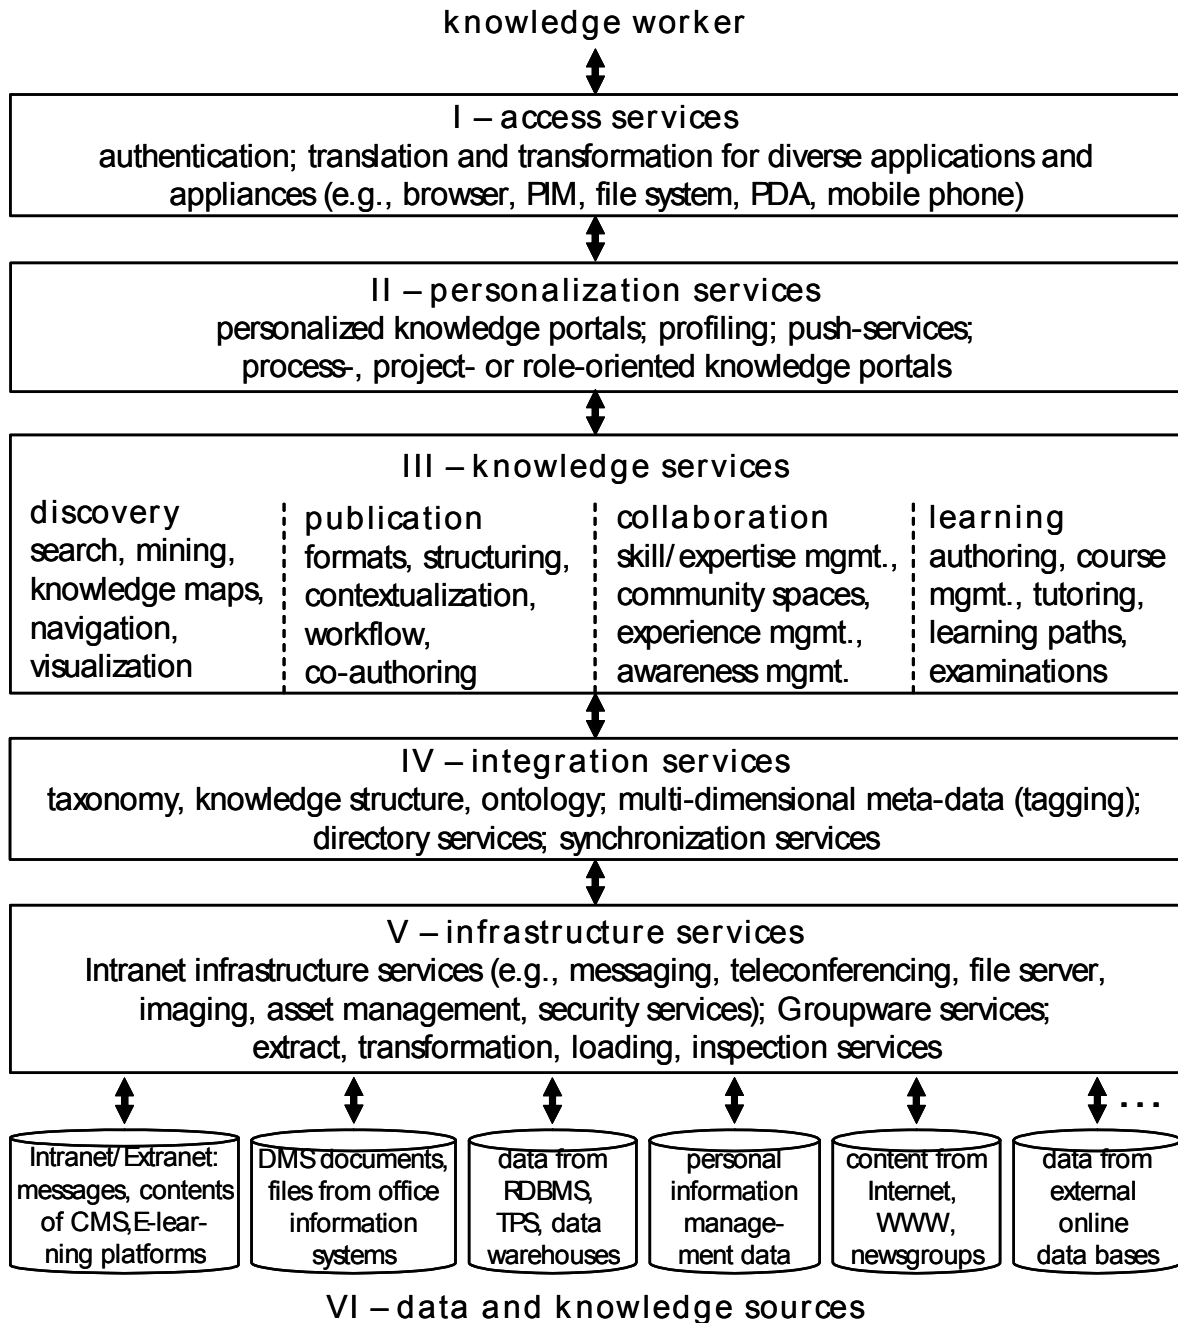 knowledge worker
I – access services
authentication; translation and transformation for diverse applications and
appliances (e.g., browser, PIM, file system, PDA, mobile phone)
II – personalization services
personalized knowledge portals; profiling; push-services;
process-, project- or role-oriented knowledge portals
III – knowledge services
discovery
search, mining,
knowledge maps,
navigation,
visualization
publication
formats, structuring,
contextualization,
workflow,
co-authoring
collaboration
skill/expertise mgmt.,
community spaces,
experience mgmt.,
awareness mgmt.
learning
authoring, course
mgmt., tutoring,
learning paths,
examinations
IV – integration services
taxonomy, knowledge structure, ontology; multi-dimensional meta-data (tagging);
directory services; synchronization services
V – infrastructure services
Intranet infrastructure services (e.g., messaging, teleconferencing, file server,
imaging, asset management, security services); Groupware services;
extract, transformation, loading, inspection services
...
Intranet/Extranet:
messages, contents
of CMS,E-lear-
ning platforms
DMS documents,
files from office
information
systems
data from
RDBMS,
TPS, data
warehouses
personal
information
manage-
ment data
content from
Internet,
WWW,
newsgroups
data from
external
online
data bases
VI – data and knowledge sources